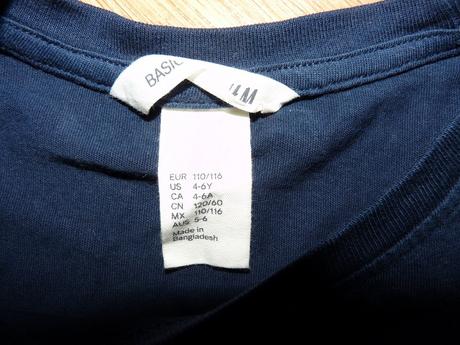 BASIC
H&M
EUR 110/116
US 4-6Y
CA 4-6A
CN 120/60
MX 110/116
AUS 5-6
Made in
Bangladesh